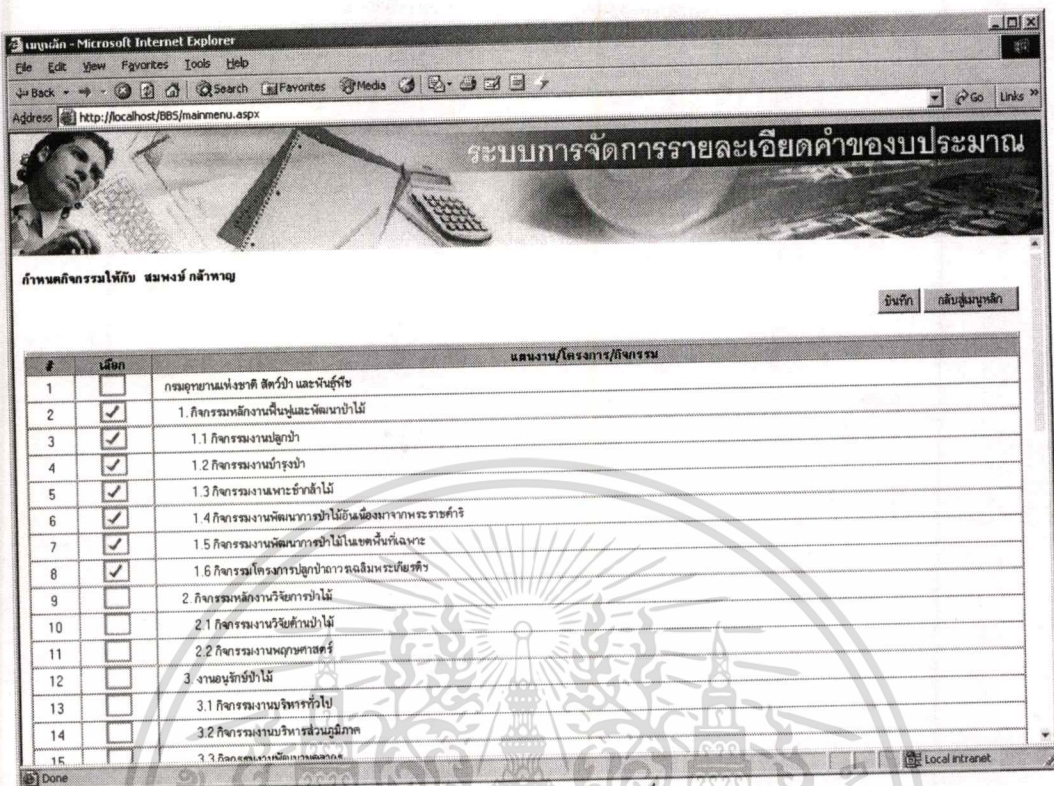 เมนูหลัก - Microsoft Internet Explorer
File Edit View Favorites Tools Help
Back Search Favorites Media
Address http://localhost/BBS/mainmenu.aspx Go Links »
ระบบการจัดการรายละเอียดคำของบประมาณ
กำหนดกิจกรรมให้กับ สมพงษ์ กล้าหาญ
บันทึก กลับสู่เมนูหลัก
# เลือก แผนงาน/โครงการ/กิจกรรม
1 กรมอุทยานแห่งชาติ สัตว์ป่า และพันธุ์พืช
2 1. กิจกรรมหลักงานฟื้นฟูและพัฒนาป่าไม้
3 1.1 กิจกรรมงานปลูกป่า
4 1.2 กิจกรรมงานบำรุงป่า
5 1.3 กิจกรรมงานเพาะชำกล้าไม้
6 1.4 กิจกรรมงานพัฒนาการป่าไม้อันเนื่องมาจากพระราชดำริ
7 1.5 กิจกรรมงานพัฒนาการป่าไม้ในเขตพื้นที่เฉพาะ
8 1.6 กิจกรรมโครงการปลูกป่าถาวรเฉลิมพระเกียรติฯ
9 2. กิจกรรมหลักงานวิจัยการป่าไม้
10 2.1 กิจกรรมงานวิจัยด้านป่าไม้
11 2.2 กิจกรรมงานพฤกษศาสตร์
12 3. งานอนุรักษ์ป่าไม้
13 3.1 กิจกรรมงานบริหารทั่วไป
14 3.2 กิจกรรมงานบริหารส่วนภูมิภาค
15 3.3 กิจกรรมงานพัฒนาบุคลากร
Done Local intranet